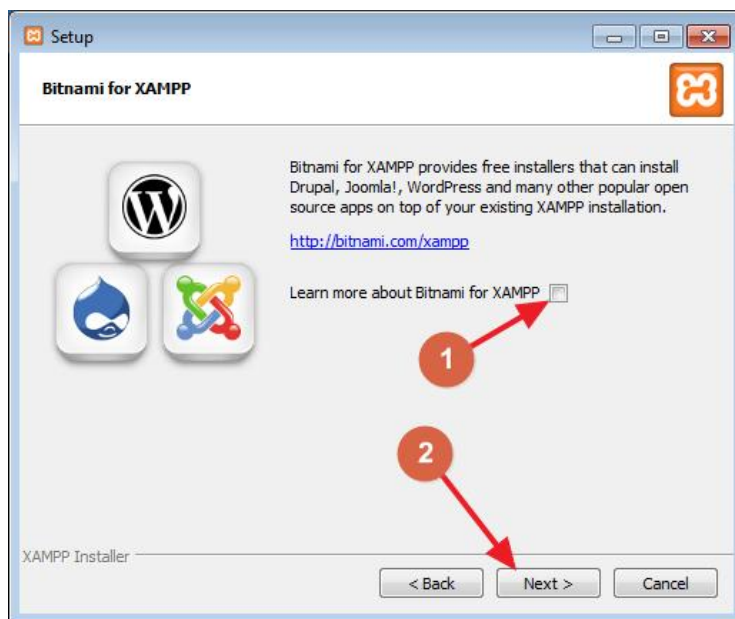 Setup
Bitnami for XAMPP
Bitnami for XAMPP provides free installers that can install
Drupal, Joomla!, WordPress and many other popular open
source apps on top of your existing XAMPP installation.
http://bitnami.com/xampp
Learn more about Bitnami for XAMPP
1
2
XAMPP Installer
< Back Next > Cancel